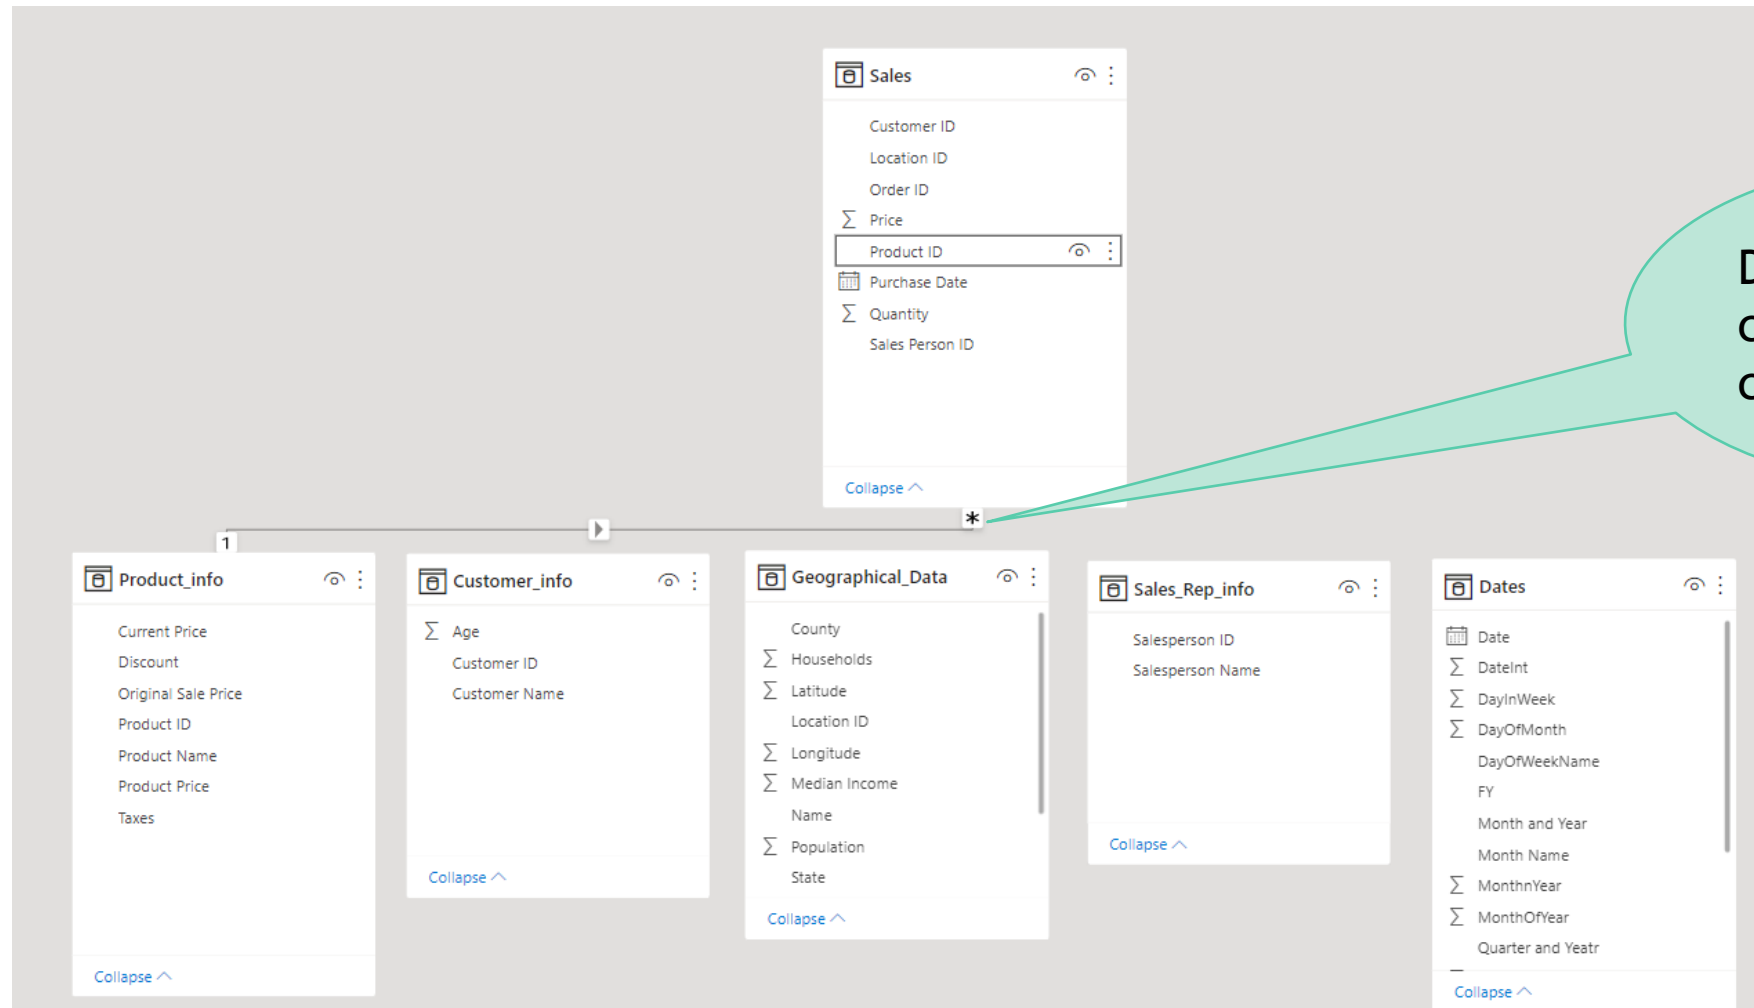 Sales
Customer ID
Location ID
Order ID
Price
Product ID
Purchase Date
Quantity
Sales Person ID
Collapse
1
*
Product_info
Current Price
Discount
Original Sale Price
Product ID
Product Name
Product Price
Taxes
Collapse
Customer_info
Age
Customer ID
Customer Name
Collapse
Geographical_Data
County
Households
Latitude
Location ID
Longitude
Median Income
Name
Population
State
Collapse
Sales_Rep_info
Salesperson ID
Salesperson Name
Collapse
Dates
Date
DateInt
DayInWeek
DayOfMonth
DayOfWeekName
FY
Month and Year
Month Name
MonthnYear
MonthOfYear
Quarter and Yeatr
Collapse